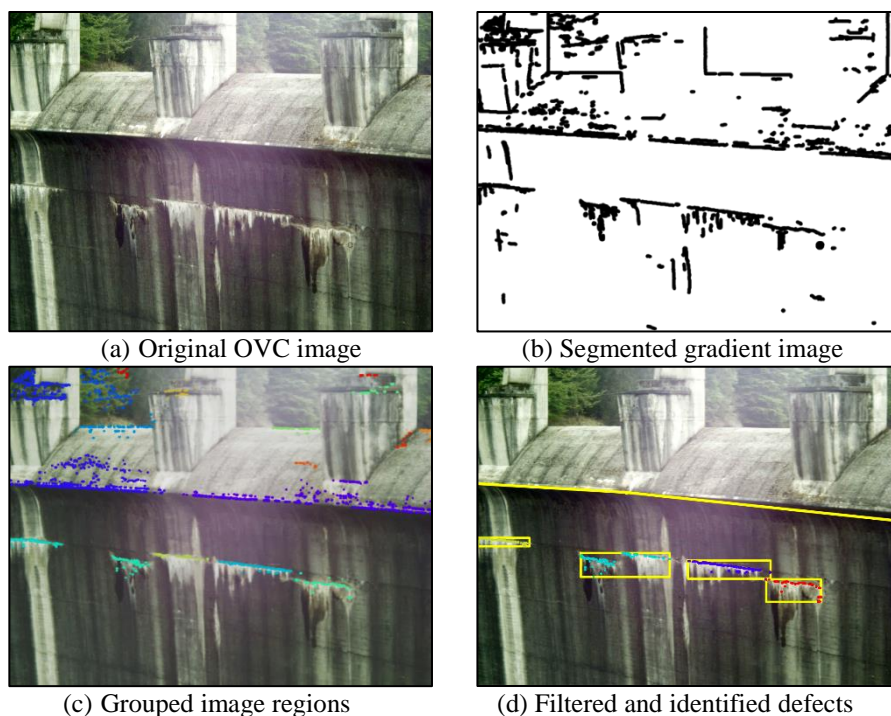 (a) Original OVC image
(b) Segmented gradient image
(c) Grouped image regions
(d) Filtered and identified defects